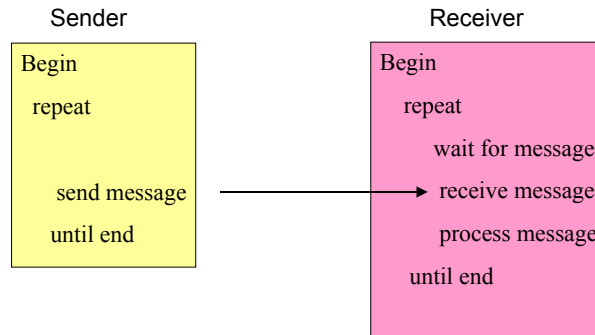 Sender
Begin
repeat
send message
until end
Receiver
Begin
repeat
wait for message
receive message
process message
until end